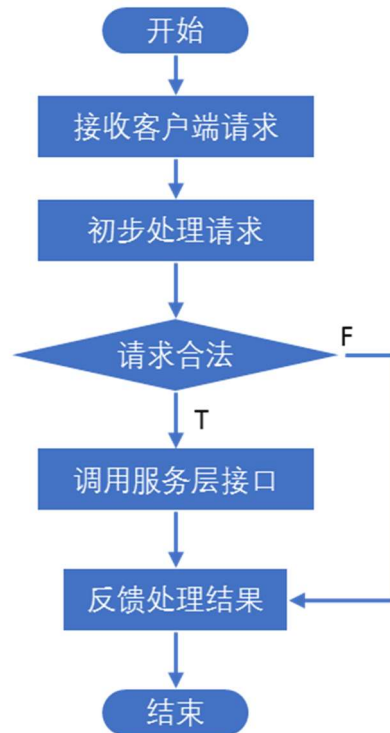 开始
接收客户端请求
初步处理请求
请求合法
F
T
调用服务层接口
反馈处理结果
结束